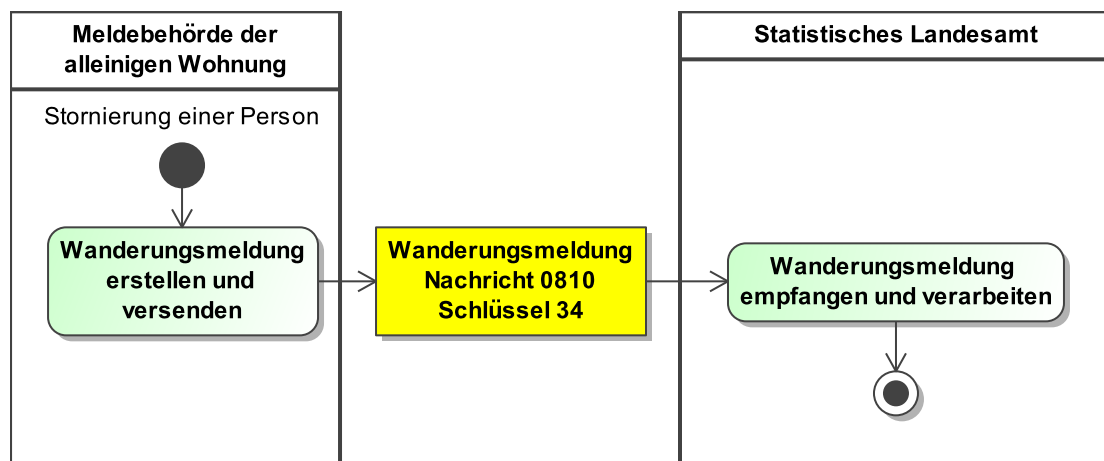 Meldebehörde der
alleinigen Wohnung
Statistisches Landesamt
Stornierung einer Person
Wanderungsmeldung
erstellen und
versenden
Wanderungsmeldung
Nachricht 0810
Schlüssel 34
Wanderungsmeldung
empfangen und verarbeiten